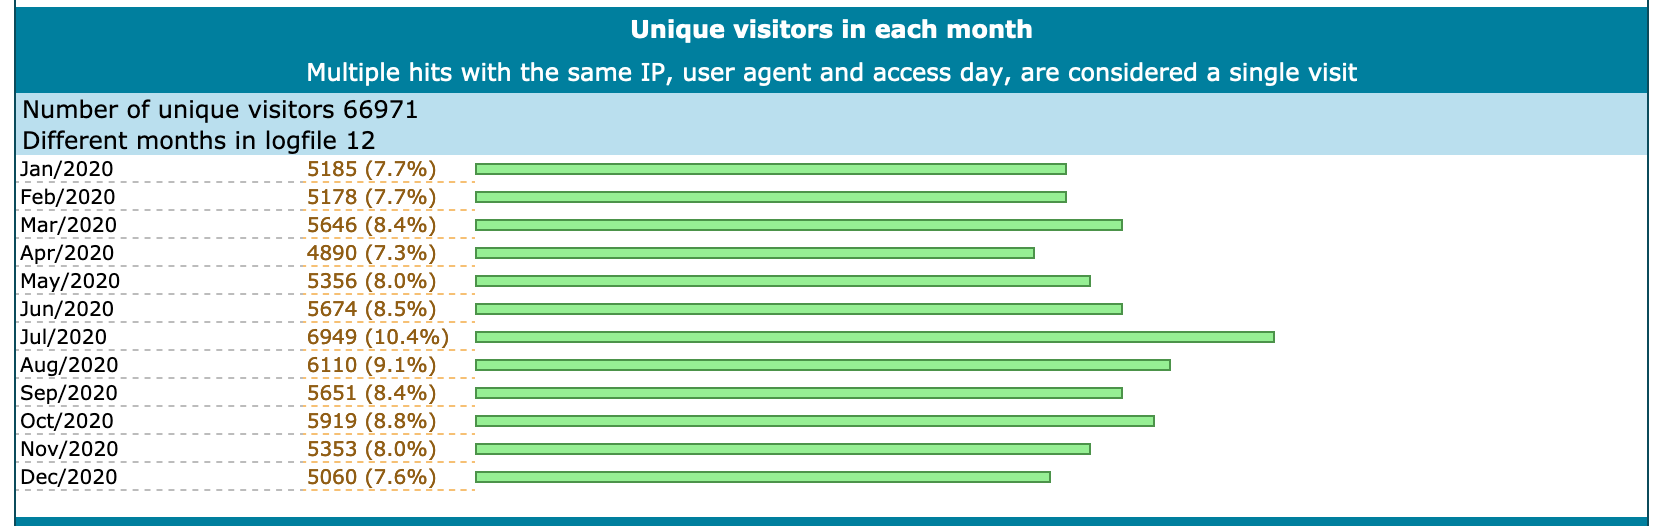 Unique visitors in each month
Multiple hits with the same IP, user agent and access day, are considered a single visit
Number of unique visitors 66971
Different months in logfile 12
Jan/2020 5185 (7.7%)
Feb/2020 5178 (7.7%)
Mar/2020 5646 (8.4%)
Apr/2020 4890 (7.3%)
May/2020 5356 (8.0%)
Jun/2020 5674 (8.5%)
Jul/2020 6949 (10.4%)
Aug/2020 6110 (9.1%)
Sep/2020 5651 (8.4%)
Oct/2020 5919 (8.8%)
Nov/2020 5353 (8.0%)
Dec/2020 5060 (7.6%)